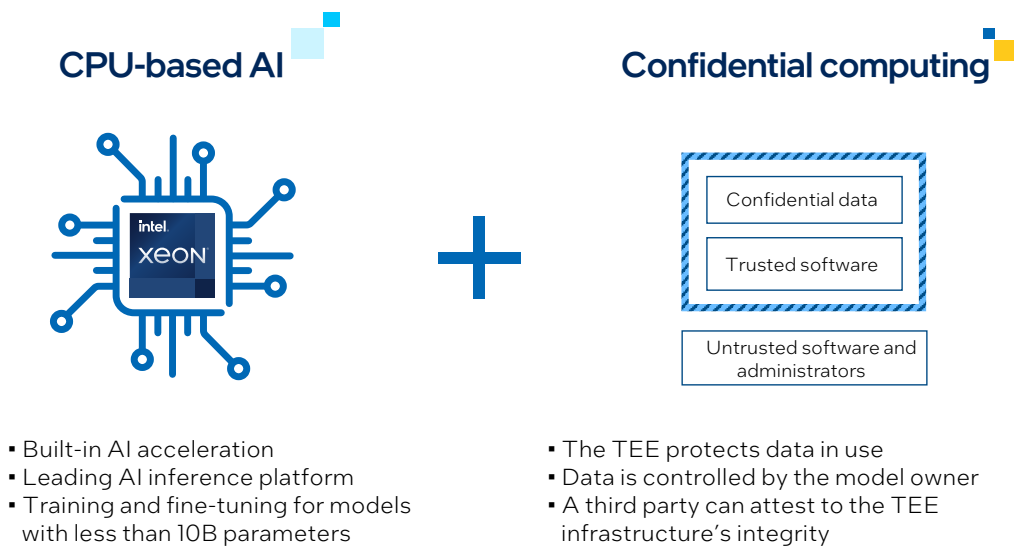 CPU-based AI
Confidential computing
intel.
xeon
Confidential data
Trusted software
Untrusted software and
administrators
▪ Built-in AI acceleration
▪ Leading AI inference platform
▪ Training and fine-tuning for models
with less than 10B parameters
▪ The TEE protects data in use
▪ Data is controlled by the model owner
▪ A third party can attest to the TEE
infrastructure’s integrity